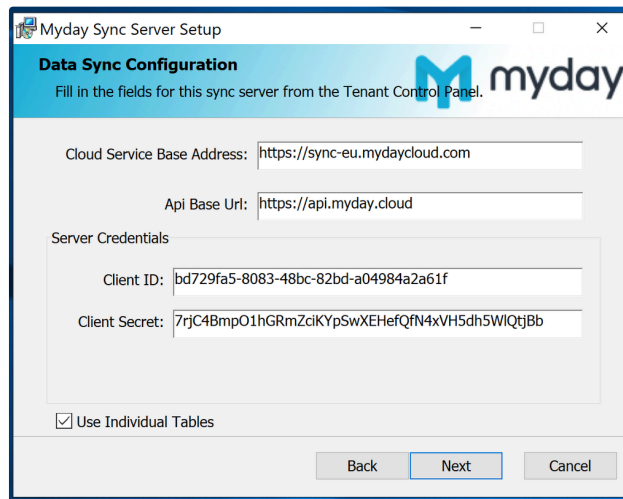 Myday Sync Server Setup
Data Sync Configuration
Fill in the fields for this sync server from the Tenant Control Panel.
myday
Cloud Service Base Address: https://sync-eu.mydaycloud.com
Api Base Url: https://api.myday.cloud
Server Credentials
Client ID: bd729fa5-8083-48bc-82bd-a04984a2a61f
Client Secret: 7rjC4BmpO1hGRmZciKYpSwXEHefQfN4xVH5dh5WlQtjBb
Use Individual Tables
Back Next Cancel